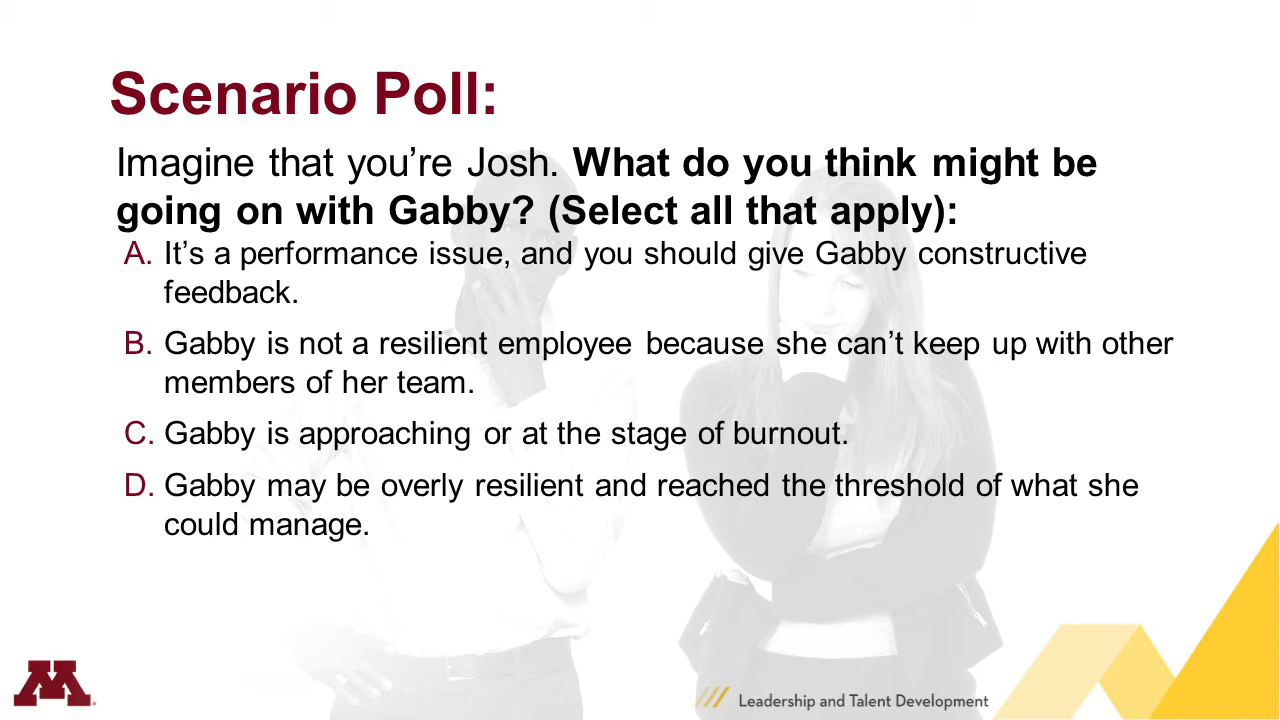 Scenario Poll:
Imagine that you’re Josh. What do you think might be
going on with Gabby? (Select all that apply):
A. It’s a performance issue, and you should give Gabby constructive
feedback.
B. Gabby is not a resilient employee because she can’t keep up with other
members of her team.
C. Gabby is approaching or at the stage of burnout.
D. Gabby may be overly resilient and reached the threshold of what she
could manage.
M
Leadership and Talent Development